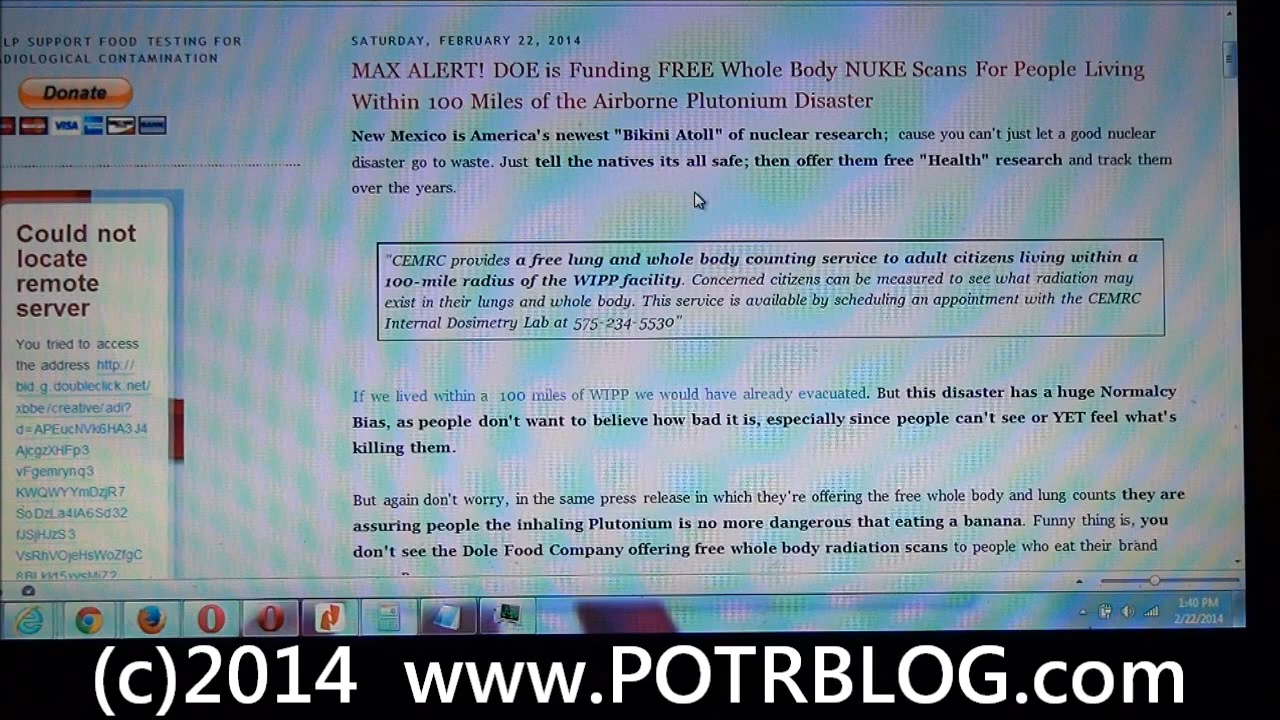 LP SUPPORT FOOD TESTING FOR
DIOLOGICAL CONTAMINATION
Donate
VISA
Could not
locate
remote
server
You tried to access
the address http://
bid.g.doubleclick.net/
xbbe/creative/adi?
d=APEucNVk6HA3J4
AjcgzXHFp3
vFgemrynq3
KWQWYYmDzjR7
SoDzLa4IA6Sd32
fJSjHJzS3
VsRhVOjeHsWoZfgC
SATURDAY, FEBRUARY 22, 2014
MAX ALERT! DOE is Funding FREE Whole Body NUKE Scans For People Living
Within 100 Miles of the Airborne Plutonium Disaster
New Mexico is America's newest "Bikini Atoll" of nuclear research; cause you can't just let a good nuclear
disaster go to waste. Just tell the natives its all safe; then offer them free "Health" research and track them
over the years.
"CEMRC provides a free lung and whole body counting service to adult citizens living within a
100-mile radius of the WIPP facility. Concerned citizens can be measured to see what radiation may
exist in their lungs and whole body. This service is available by scheduling an appointment with the CEMRC
Internal Dosimetry Lab at 575-234-5530"
If we lived within a 100 miles of WIPP we would have already evacuated. But this disaster has a huge Normalcy
Bias, as people don't want to believe how bad it is, especially since people can't see or YET feel what's
killing them.
But again don't worry, in the same press release in which they're offering the free whole body and lung counts they are
assuring people the inhaling Plutonium is no more dangerous that eating a banana. Funny thing is, you
don't see the Dole Food Company offering free whole body radiation scans to people who eat their brand
1:40 PM
2/22/2014
(c)2014 www.POTRBLOG.com